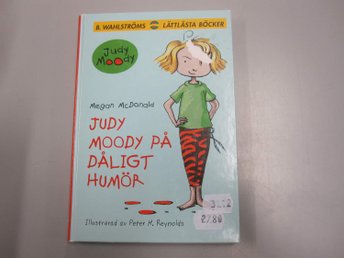 B. WAHLSTRÖMS LÄTTLÄSTA BÖCKER
Judy
Moody
Megan McDonald
JUDY
MOODY PÅ
DÅLIGT
HUMÖR
Illustrerad av Peter H. Reynolds